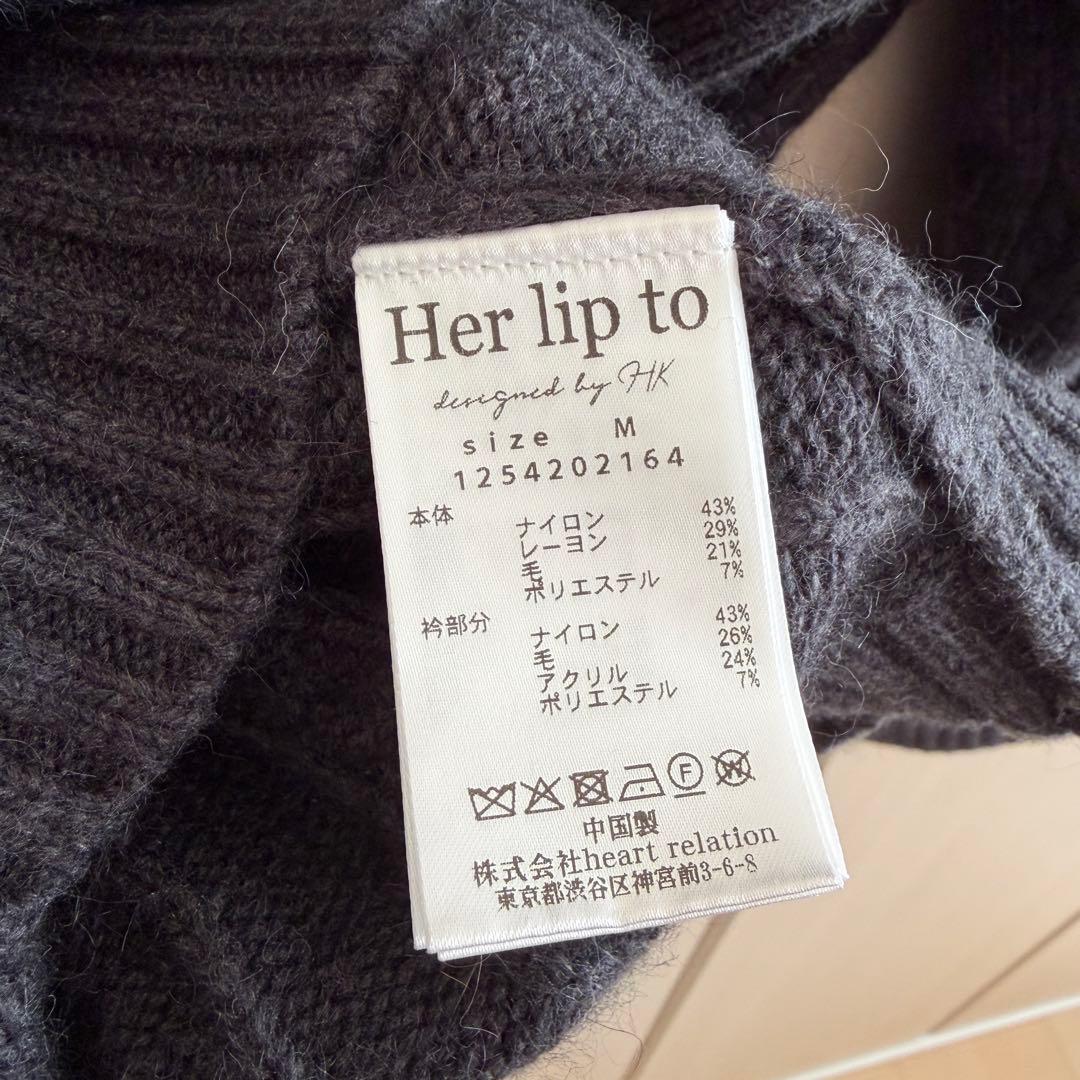 Her lip to
designed by HK
size M
1254202164
本体 ナイロン 43%
レーヨン 29%
毛 21%
ポリエステル 7%
衿部分 ナイロン 43%
毛 26%
アクリル 24%
ポリエステル 7%
F W
中国製
株式会社heart relation
東京都渋谷区神宮前3-6-8